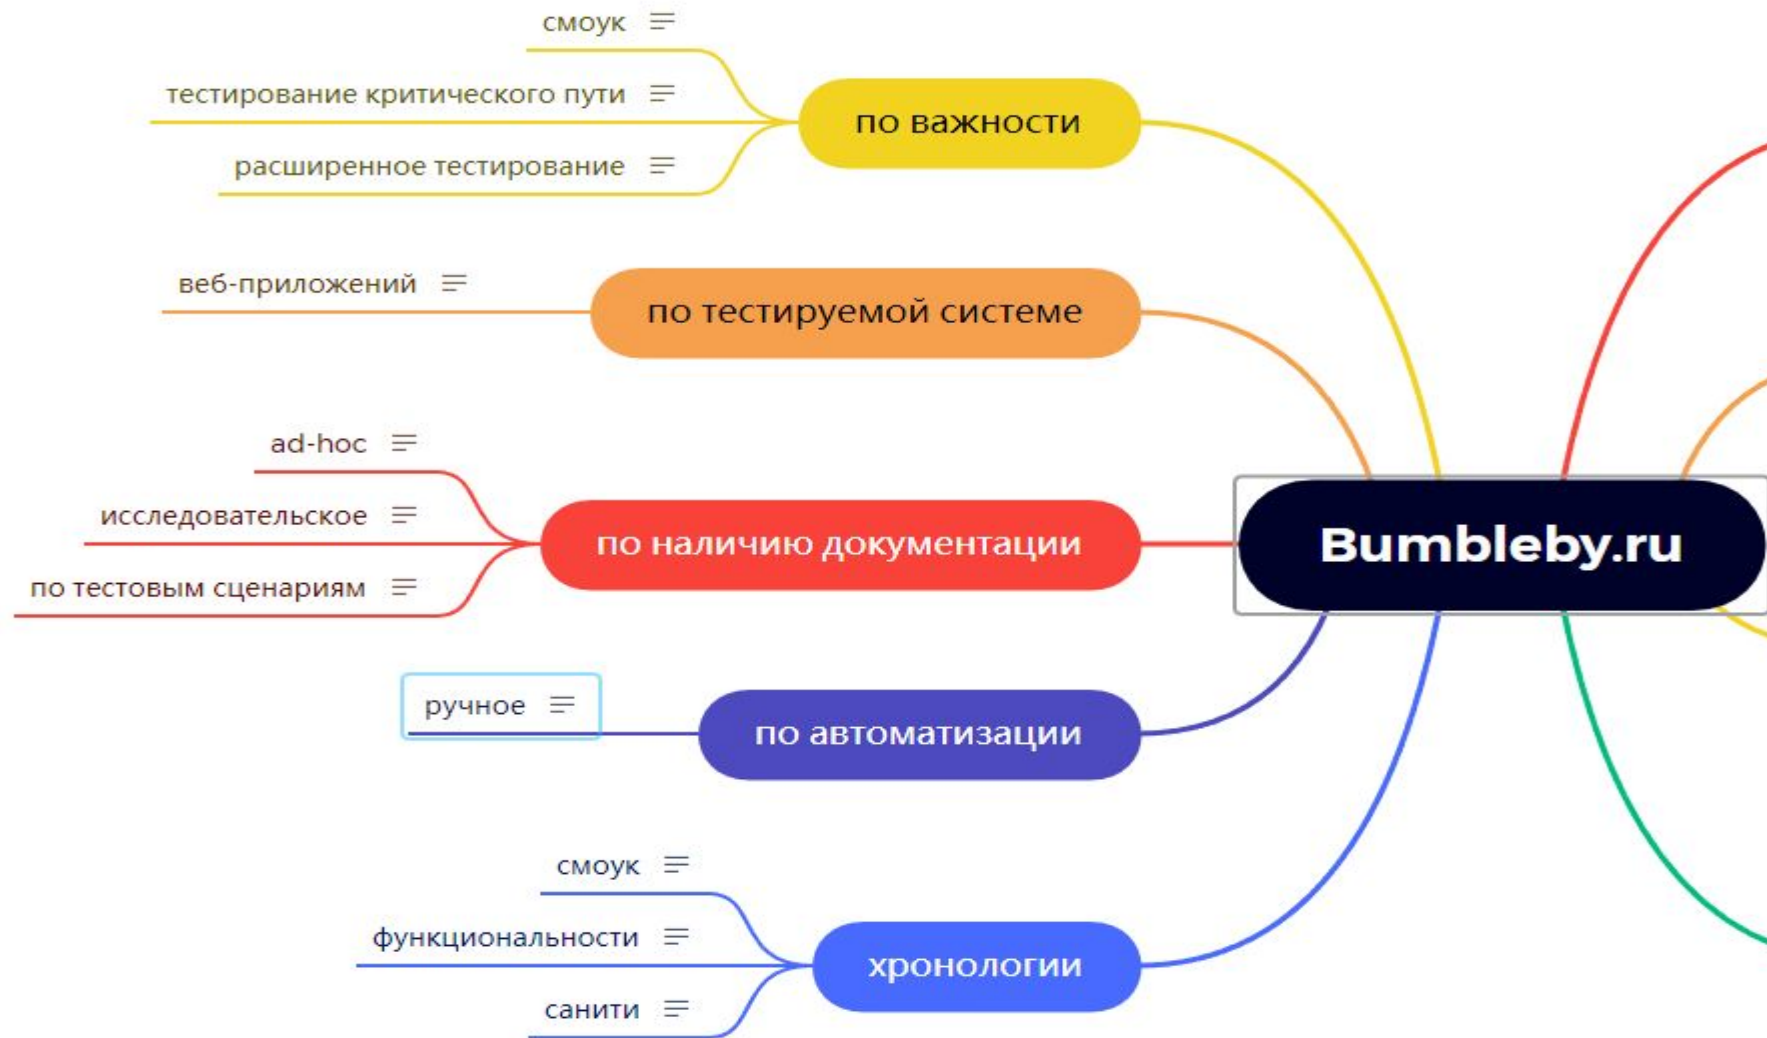 смоук
тестирование критического пути
расширенное тестирование
по важности
веб-приложений
по тестируемой системе
ad-hoc
исследовательское
по тестовым сценариям
по наличию документации
Bumbleby.ru
ручное
по автоматизации
смоук
функциональности
санити
хронологии